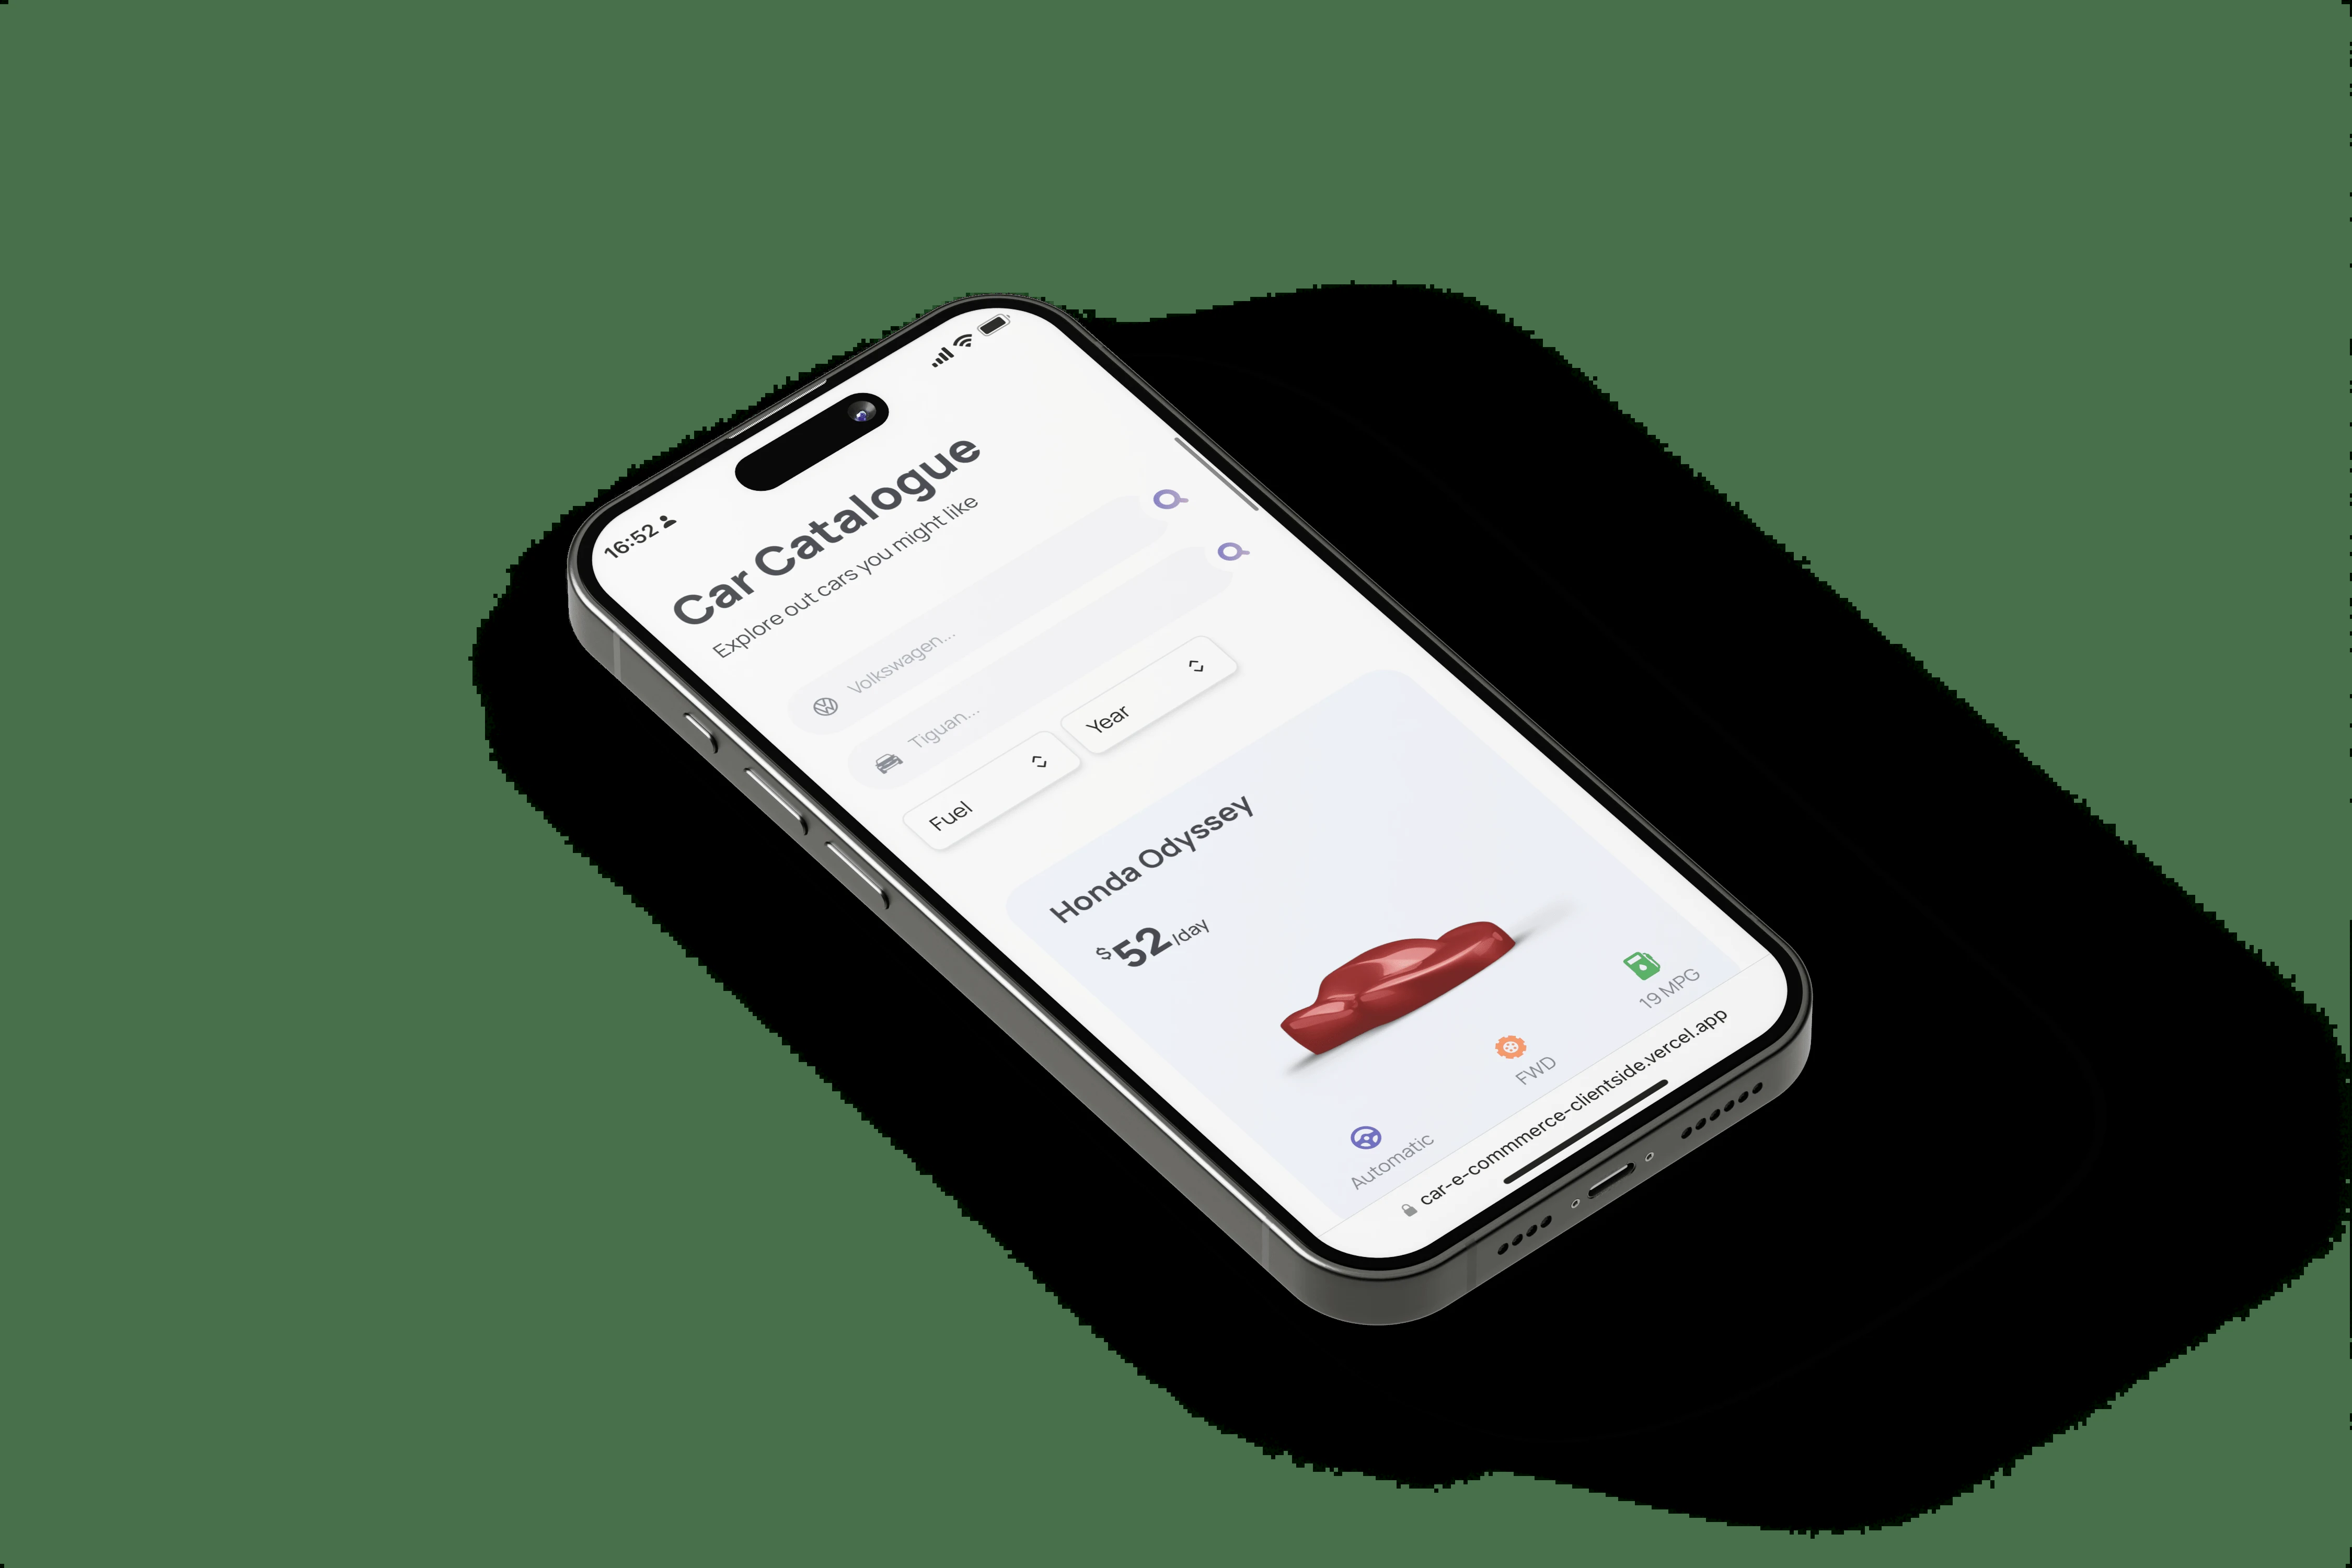 16:52
Car Catalogue
Explore out cars you might like
Volkswagen...
Tiguan...
Fuel
Year
Honda Odyssey
$52/day
Automatic
FWD
19 MPG
car-e-commmerce-clientside.vercel.app